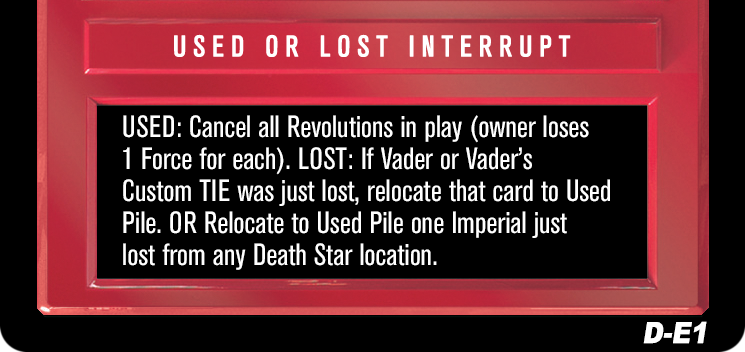 USED OR LOST INTERRUPT
USED: Cancel all Revolutions in play (owner loses
1 Force for each). LOST: If Vader or Vader’s
Custom TIE was just lost, relocate that card to Used
Pile. OR Relocate to Used Pile one Imperial just
lost from any Death Star location.
D-E1